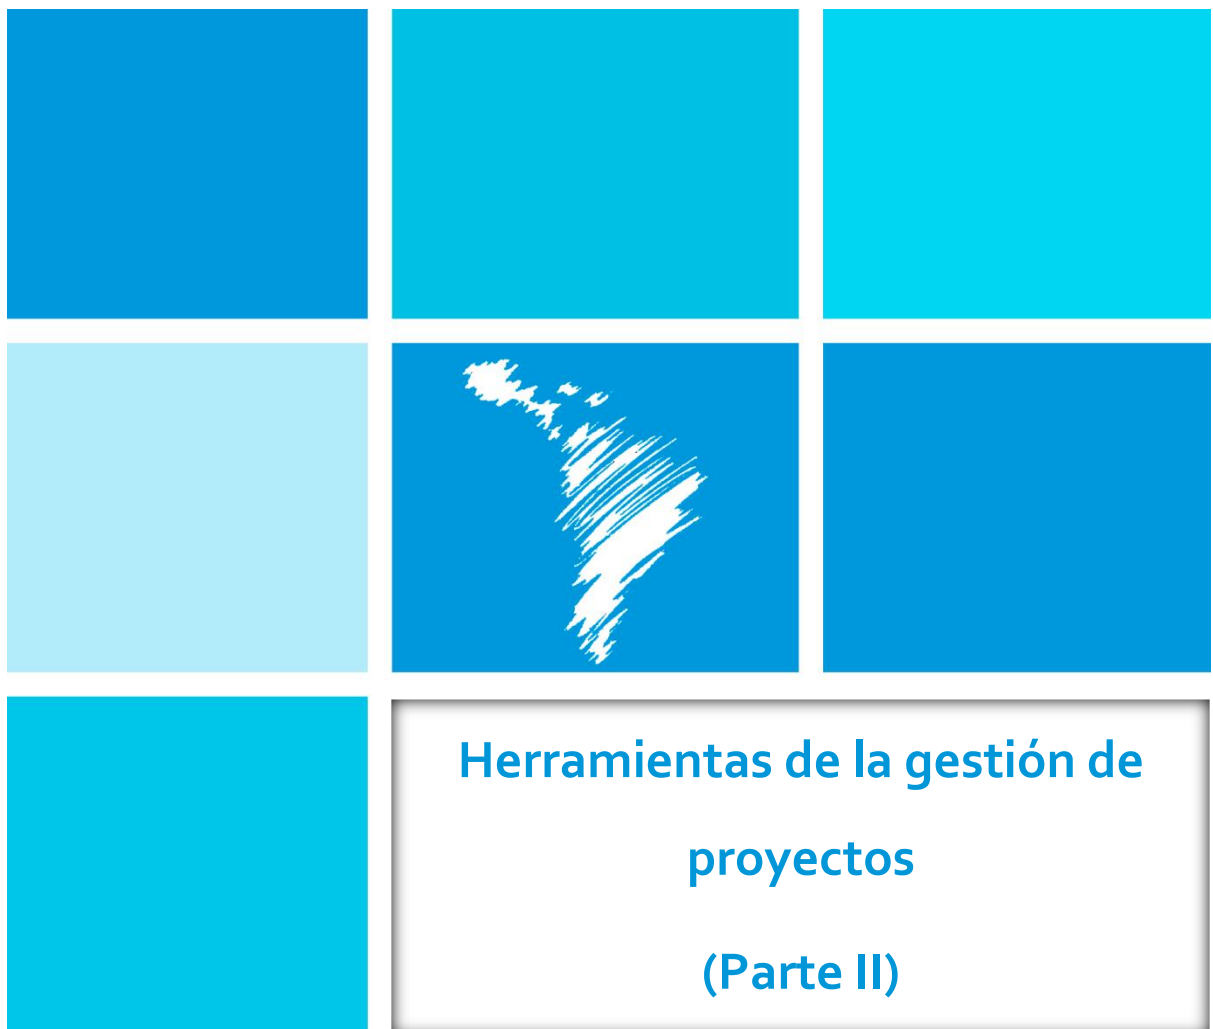 Herramientas de la gestión de
proyectos
(Parte II)